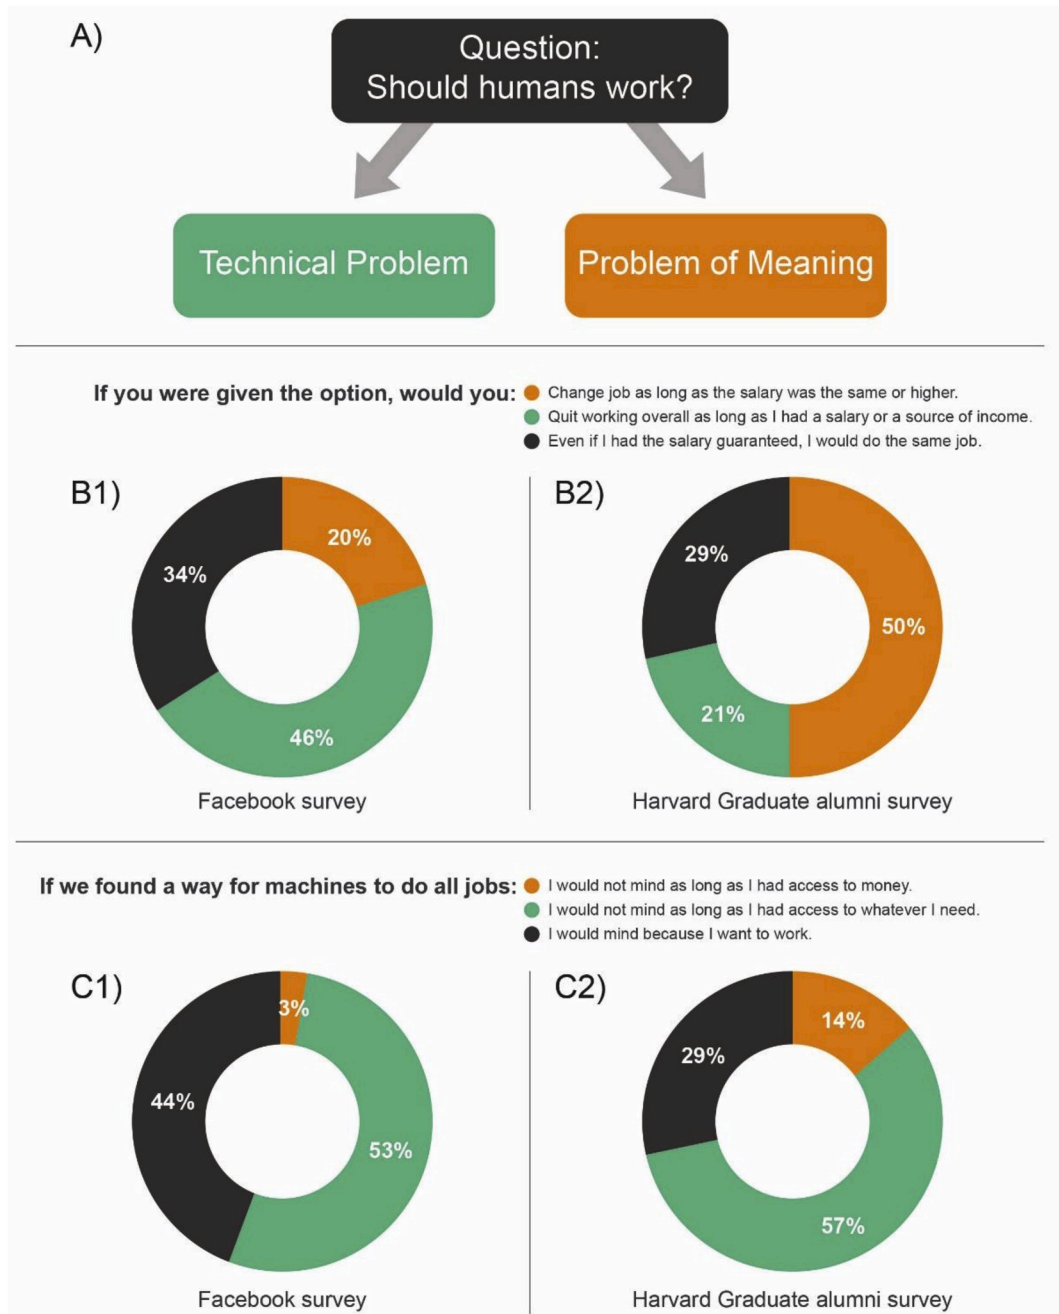 A)
Question:
Should humans work?
Technical Problem
Problem of Meaning
If you were given the option, would you:
Change job as long as the salary was the same or higher.
Quit working overall as long as I had a salary or a source of income.
Even if I had the salary guaranteed, I would do the same job.
B1)
20%
34%
46%
Facebook survey
B2)
29%
50%
21%
Harvard Graduate alumni survey
If we found a way for machines to do all jobs:
I would not mind as long as I had access to money.
I would not mind as long as I had access to whatever I need.
I would mind because I want to work.
C1)
3%
44%
53%
Facebook survey
C2)
14%
29%
57%
Harvard Graduate alumni survey